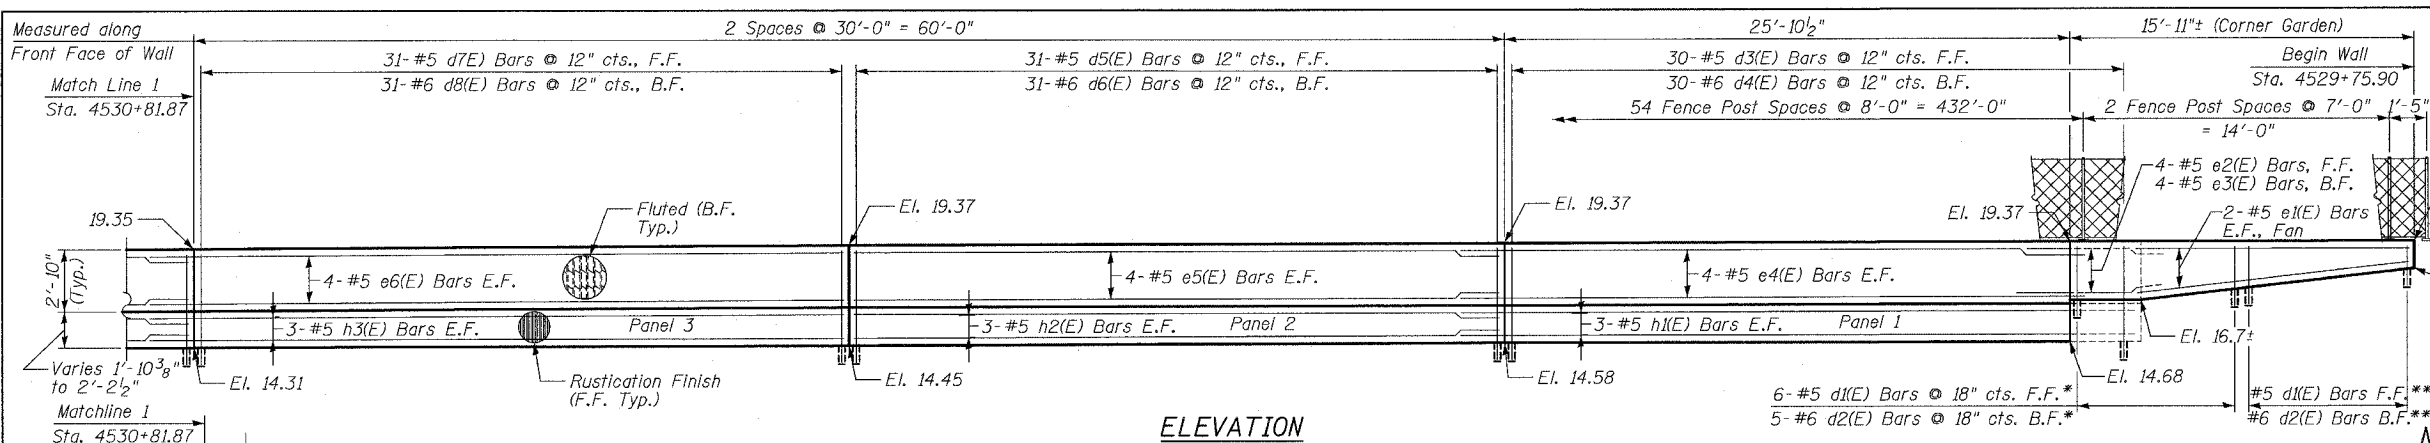 Measured along
Front Face of Wall
2 Spaces @ 30'-0" = 60'-0"
25'-10½"
15'-11"± (Corner Garden)
31-#5 d7(E) Bars @ 12" cts., F.F.
31-#6 d8(E) Bars @ 12" cts., B.F.
31-#5 d5(E) Bars @ 12" cts., F.F.
31-#6 d6(E) Bars @ 12" cts., B.F.
30-#5 d3(E) Bars @ 12" cts. F.F.
30-#6 d4(E) Bars @ 12" cts. B.F.
Begin Wall
Sta. 4529+75.90
Match Line 1
Sta. 4530+81.87
54 Fence Post Spaces @ 8'-0" = 432'-0"
2 Fence Post Spaces @ 7'-0"
= 14'-0"
1'-5"
4-#5 e2(E) Bars, F.F.
4-#5 e3(E) Bars, B.F.
19.35
Fluted (B.F.
Typ.)
El. 19.37
El. 19.37
El. 19.37
2-#5 e1(E) Bars
E.F., Fan
2'-10"
(Typ.)
4-#5 e6(E) Bars E.F.
4-#5 e5(E) Bars E.F.
4-#5 e4(E) Bars E.F.
3-#5 h3(E) Bars E.F.
Panel 3
3-#5 h2(E) Bars E.F.
Panel 2
3-#5 h1(E) Bars E.F.
Panel 1
El. 16.7±
Varies 1'-10⅜"
to 2'-2½"
El. 14.31
Rustication Finish
(F.F. Typ.)
El. 14.45
El. 14.58
El. 14.68
6-#5 d1(E) Bars @ 18" cts. F.F.*
5-#6 d2(E) Bars @ 18" cts. B.F.*
#5 d1(E) Bars F.F.**
#6 d2(E) Bars B.F.**
Matchline 1
Sta. 4530+81.87
ELEVATION